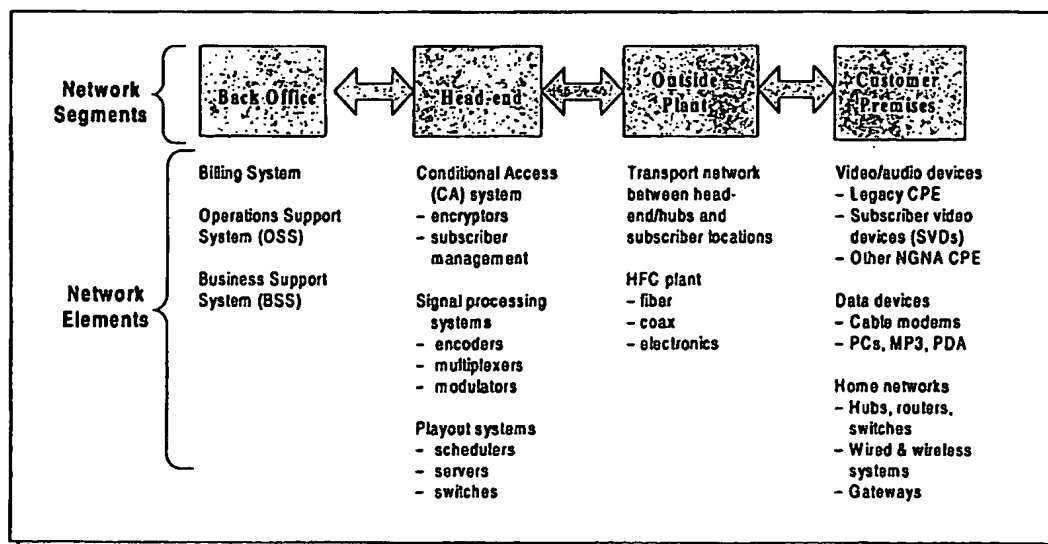 Network
Segments
Back Office
Head-end
Outside
Plant
Customer
Premises
Network
Elements
Billing System
Operations Support
System (OSS)
Business Support
System (BSS)
Conditional Access
(CA) system
– encryptors
– subscriber
management
Signal processing
systems
– encoders
– multiplexers
– modulators
Playout systems
– schedulers
– servers
– switches
Transport network
between head-
end/hubs and
subscriber locations
HFC plant
– fiber
– coax
– electronics
Video/audio devices
– Legacy CPE
– Subscriber video
devices (SVDs)
– Other NGNA CPE
Data devices
– Cable modems
– PCs, MP3, PDA
Home networks
– Hubs, routers,
switches
– Wired & wireless
systems
– Gateways